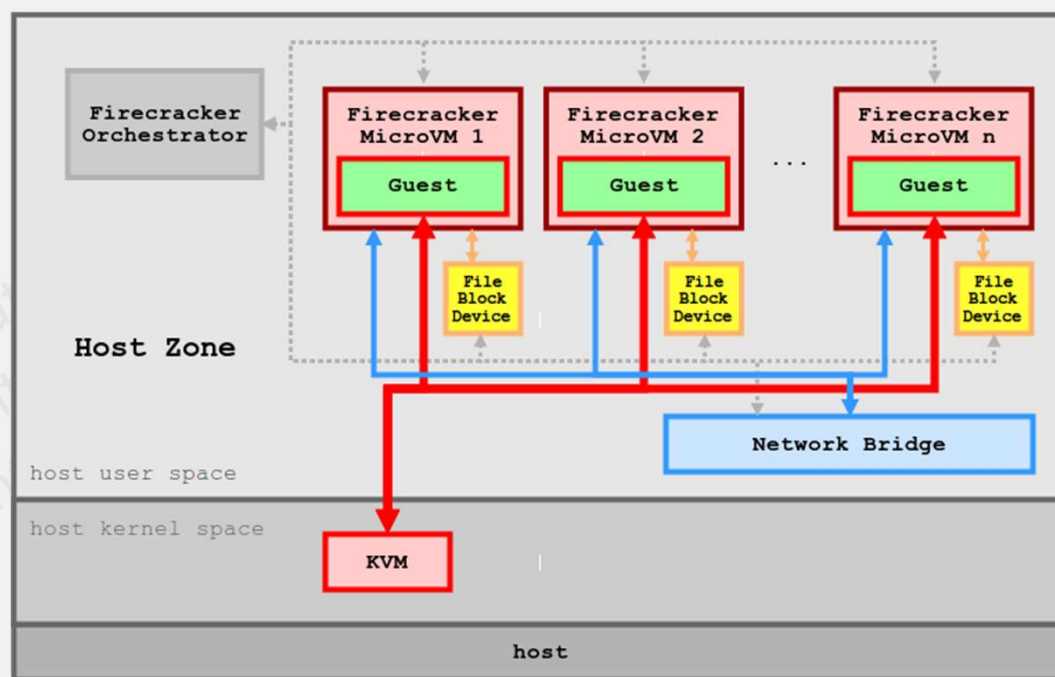 Firecracker
Orchestrator
Firecracker
MicroVM 1
Guest
Firecracker
MicroVM 2
Guest
...
Firecracker
MicroVM n
Guest
File
Block
Device
File
Block
Device
File
Block
Device
Host Zone
Network Bridge
host user space
host kernel space
KVM
host